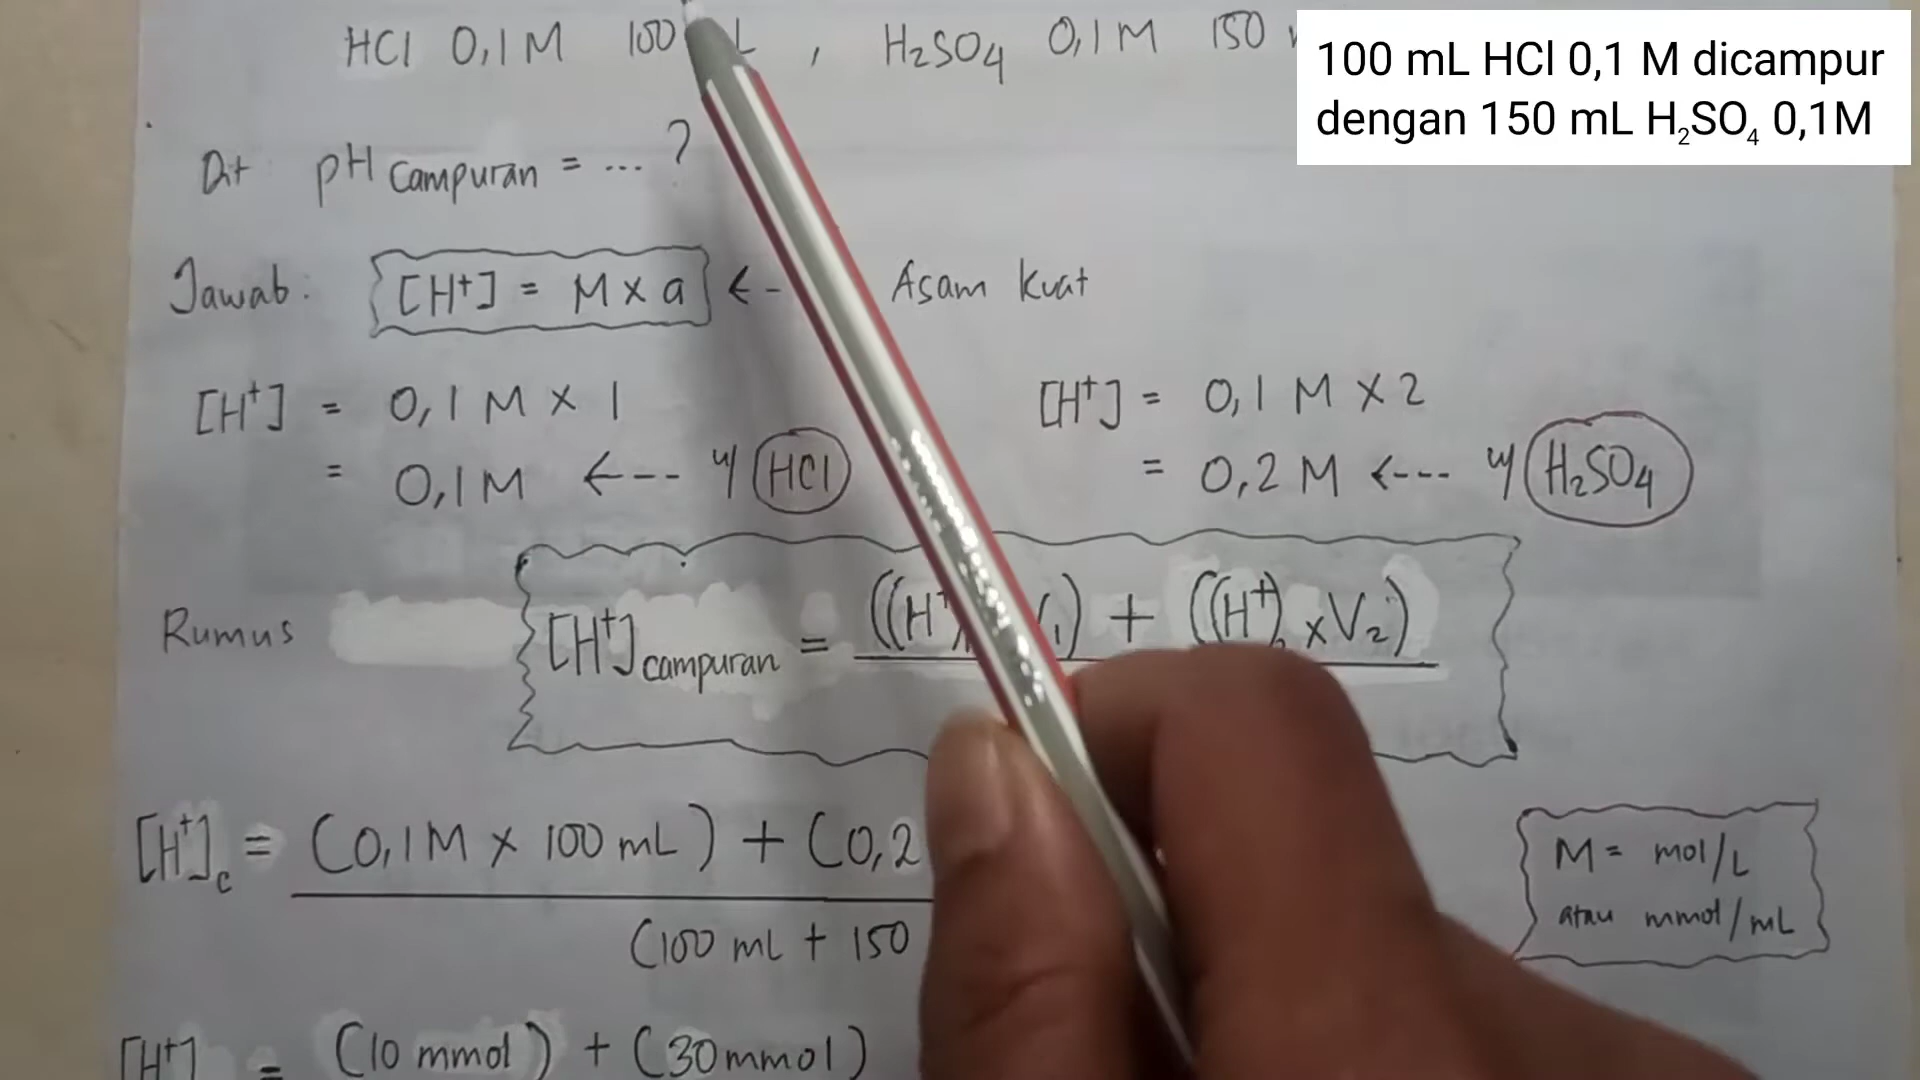 HCl 0,1 M 100 L , H₂SO₄ 0,1 M 150
100 mL HCl 0,1 M dicampur
dengan 150 mL H₂SO₄ 0,1M
Dit pH campuran = ... ?
Jawab: [H⁺] = M x a ← - Asam kuat
[H⁺] = 0,1 M x 1
= 0,1 M ← - - - u/ HCl
[H⁺] = 0,1 M x 2
= 0,2 M ← - - - u/ H₂SO₄
Rumus [H⁺] campuran = ((H⁺) ₁) + ((H⁺) x V₂)
[H⁺]c = (0,1 M x 100 mL) + (0,2
(100 mL + 150
M = mol/L
atau mmol/mL
[H⁺] = (10 mmol) + (30 mmol)